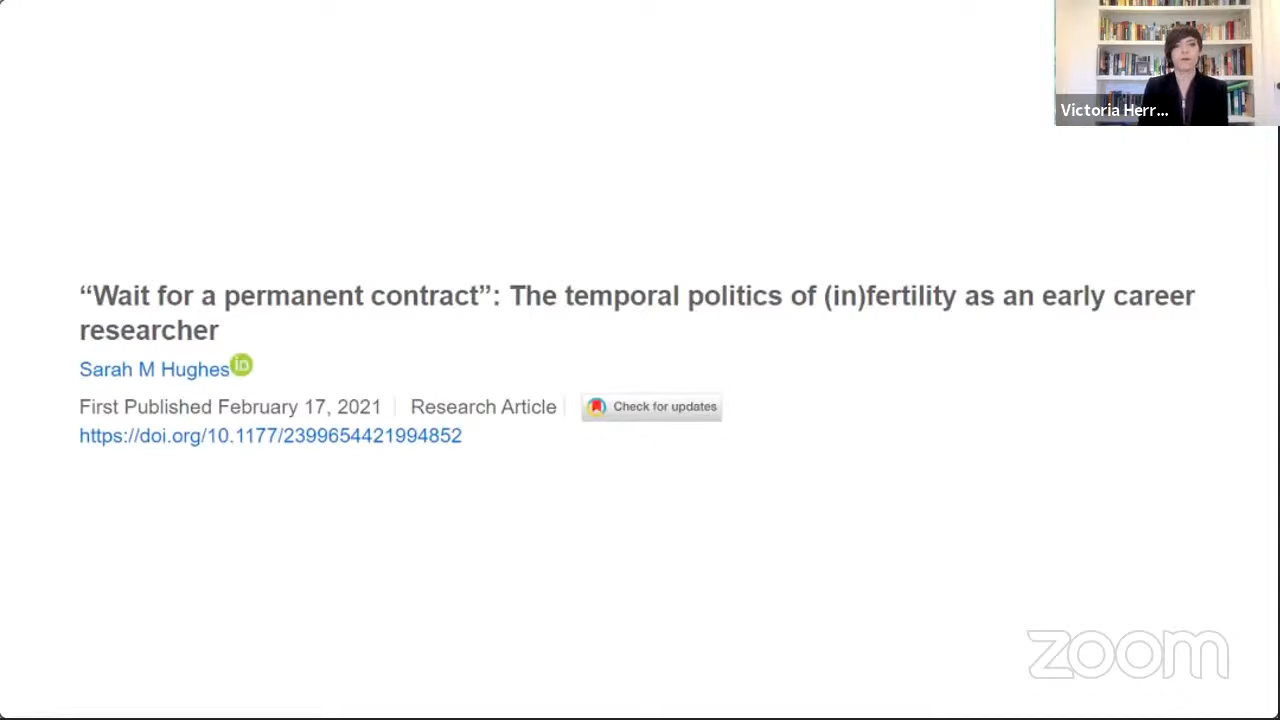 Victoria Herr...
“Wait for a permanent contract”: The temporal politics of (in)fertility as an early career
researcher
Sarah M Hughes iD
First Published February 17, 2021 Research Article Check for updates
https://doi.org/10.1177/2399654421994852
zoom